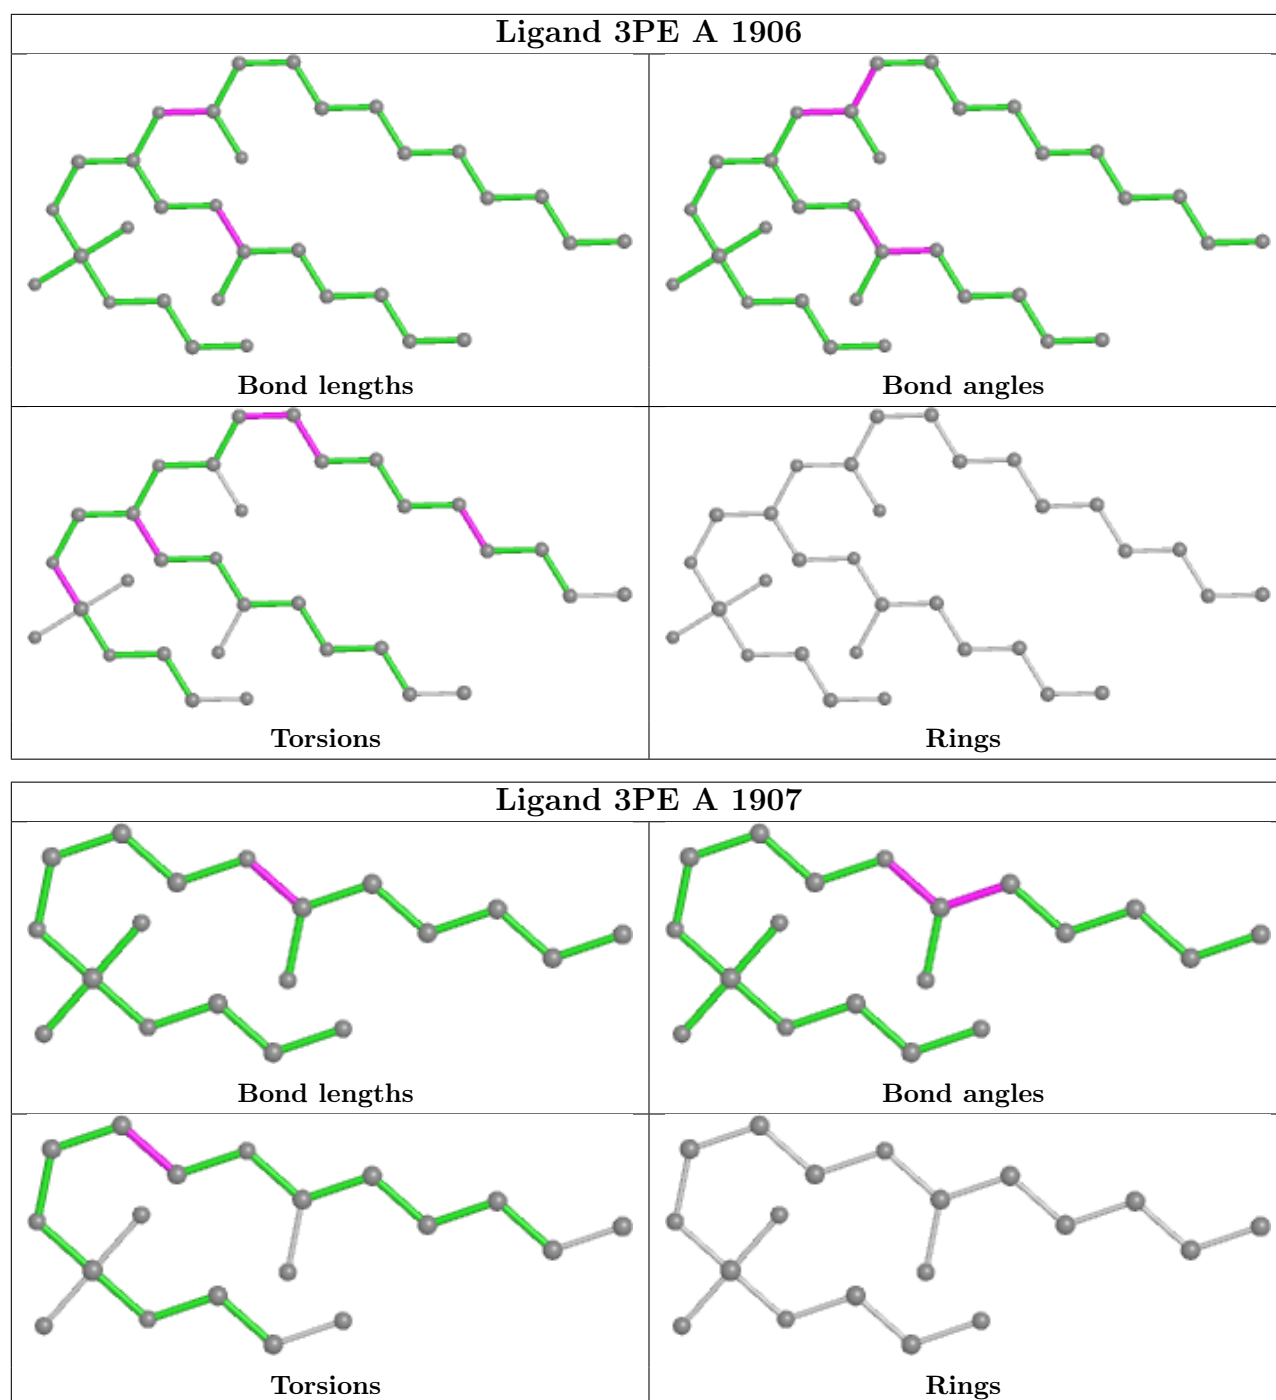 Ligand 3PE A 1906
Bond lengths
Bond angles
Torsions
Rings
Ligand 3PE A 1907
Bond lengths
Bond angles
Torsions
Rings